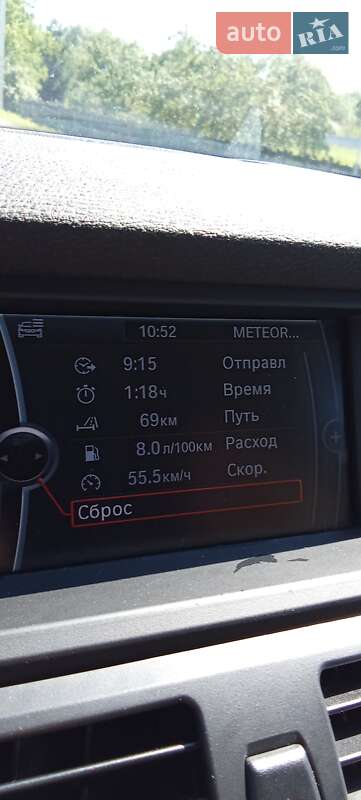 auto RIA .com
10:52 METEOR...
9:15 Отправл
1:18ч Время
69км Путь
8.0л/100км Расход
55.5км/ч Скор.
Сброс